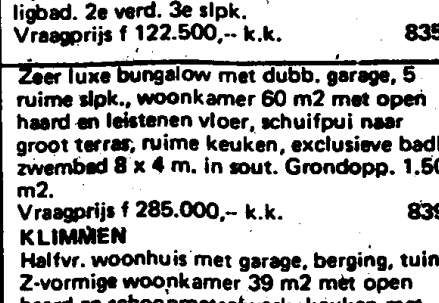 ligbad. 2e verd. 3e slpk.
Vraagprijs f 122.500,-- k.k. 835
Zeer luxe bungalow met dubb. garage, 5
ruime slpk., woonkamer 60 m2 met open
haard en leistenen vloer, schuifpui naar
groot terras, ruime keuken, exclusieve badk
zwembad 8 x 4 m. in sout. Grondopp. 1.50
m2.
Vraagprijs f 285.000,-- k.k. 839
KLIMMEN
Halfvr. woonhuis met garage, berging, tuin
Z-vormige woonkamer 39 m2 met open